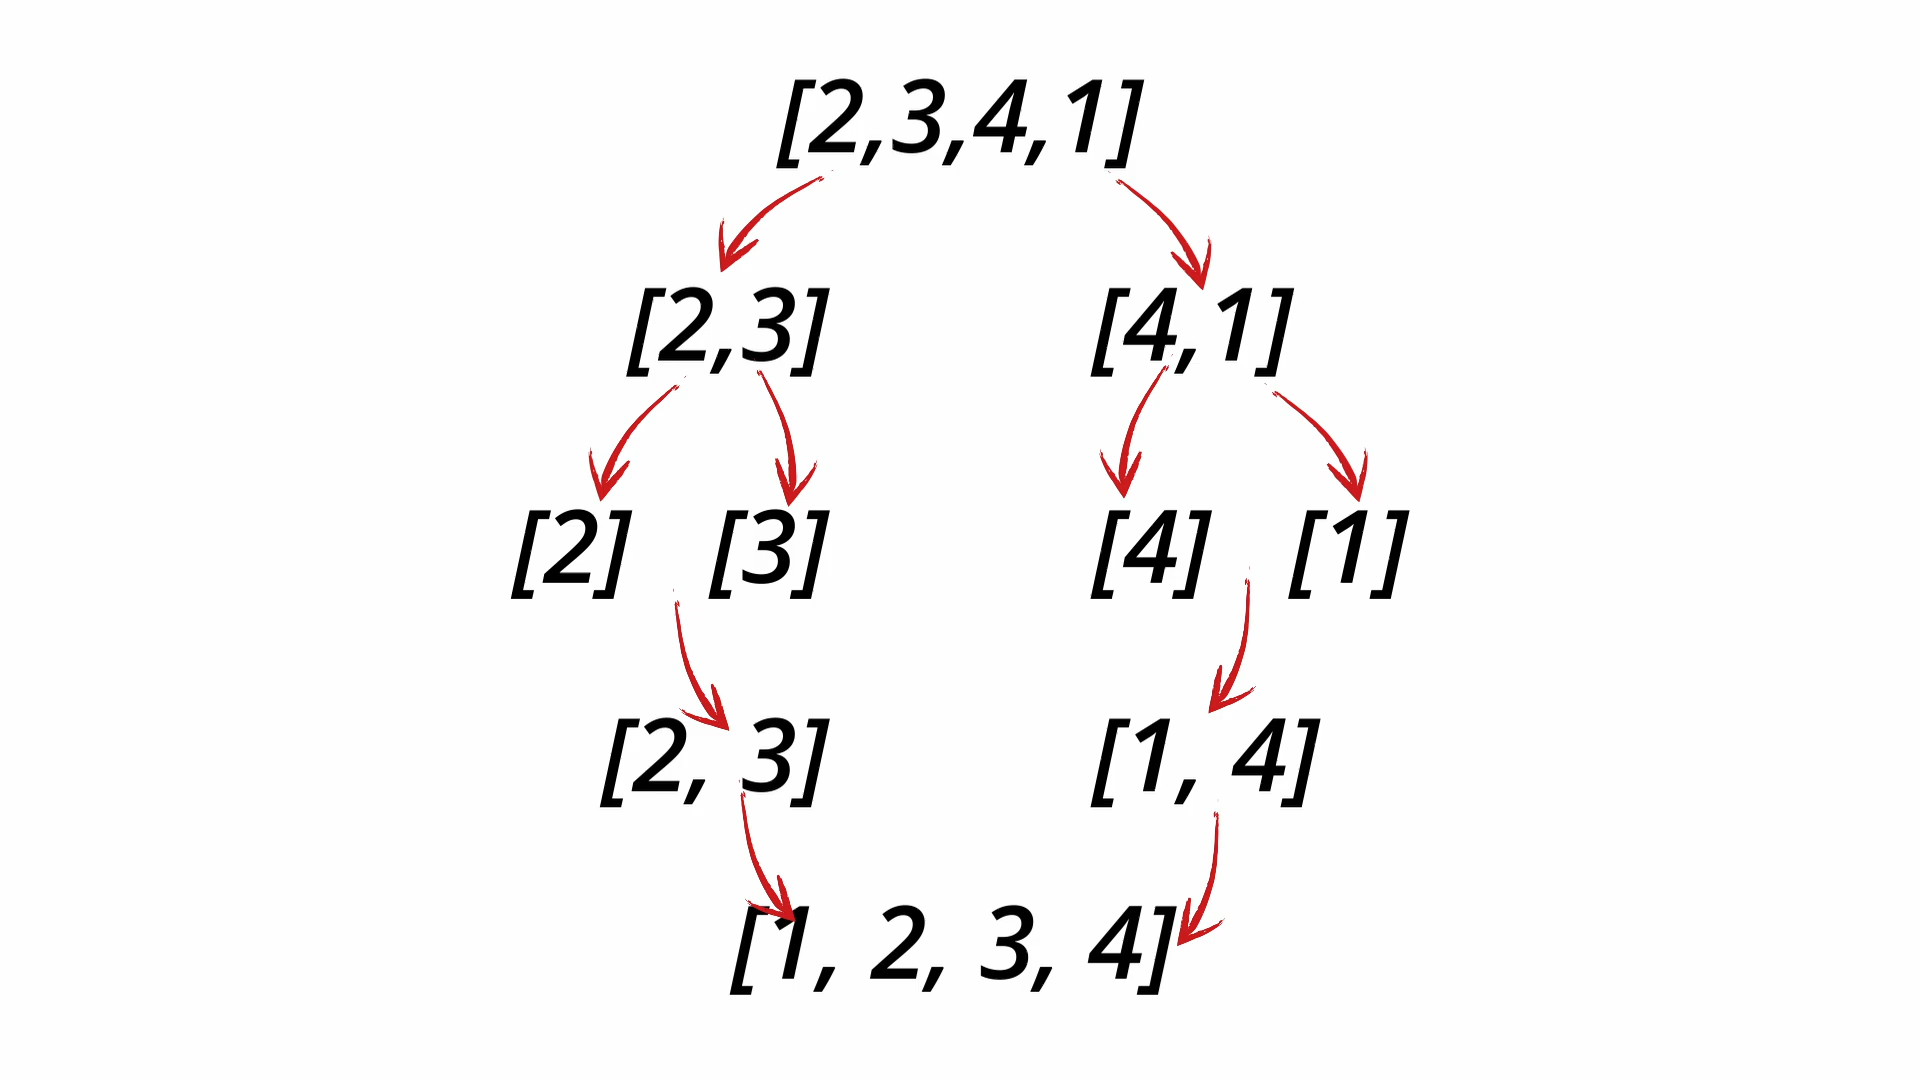 [2,3,4,1]
[2,3] [4,1]
[2] [3] [4] [1]
[2, 3] [1, 4]
[1, 2, 3, 4]